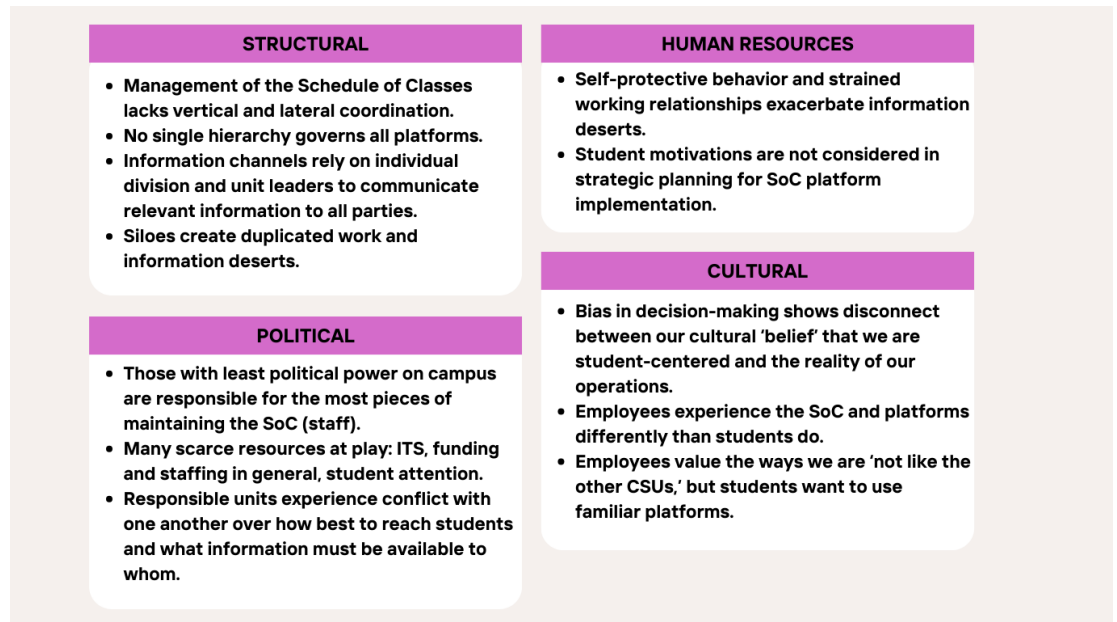 STRUCTURAL
• Management of the Schedule of Classes
lacks vertical and lateral coordination.
• No single hierarchy governs all platforms.
• Information channels rely on individual
division and unit leaders to communicate
relevant information to all parties.
• Siloes create duplicated work and
information deserts.
POLITICAL
• Those with least political power on campus
are responsible for the most pieces of
maintaining the SoC (staff).
• Many scarce resources at play: ITS, funding
and staffing in general, student attention.
• Responsible units experience conflict with
one another over how best to reach students
and what information must be available to
whom.
HUMAN RESOURCES
• Self-protective behavior and strained
working relationships exacerbate information
deserts.
• Student motivations are not considered in
strategic planning for SoC platform
implementation.
CULTURAL
• Bias in decision-making shows disconnect
between our cultural ‘belief’ that we are
student-centered and the reality of our
operations.
• Employees experience the SoC and platforms
differently than students do.
• Employees value the ways we are ‘not like the
other CSUs,’ but students want to use
familiar platforms.